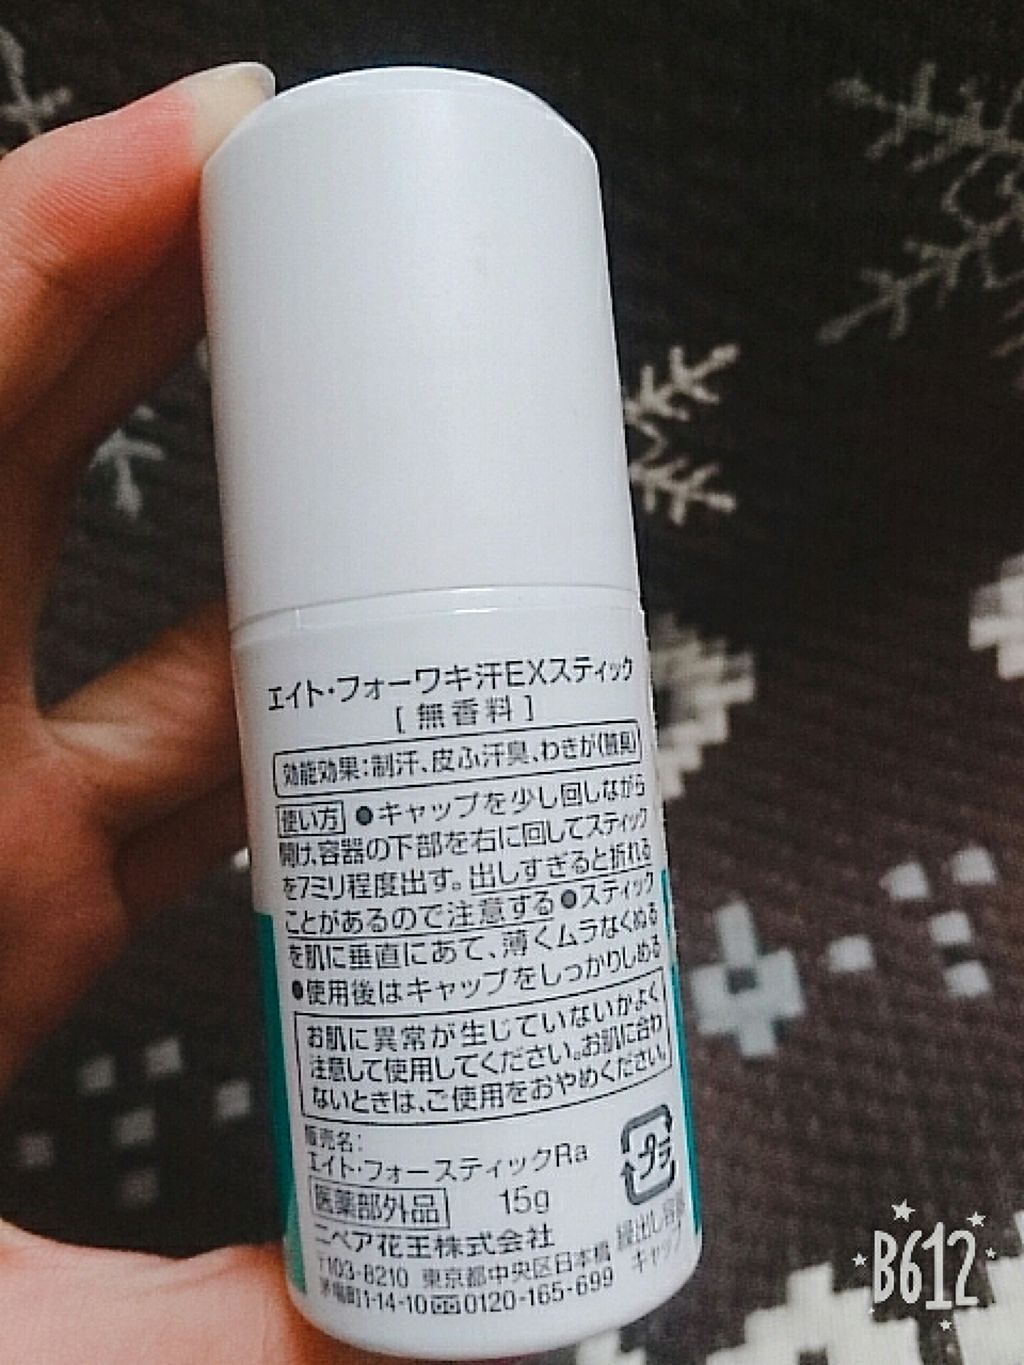 エイト・フォーワキ汗EXスティック
[無香料]
効能効果：制汗、皮ふ汗臭、わきが(腋臭)
使い方 ●キャップを少し回しながら
開け、容器の下部を右に回してスティック
を7ミリ程度出す。出しすぎると折れる
ことがあるので注意する●スティック
を肌に垂直にあて、薄くムラなくぬる
●使用後はキャップをしっかりしめる
お肌に異常が生じていないかよく
注意して使用してください。お肌に合わ
ないときは、ご使用をおやめください。
販売名：
エイト・フォースティックRa
医薬部外品 15g
プラ
ニベア花王株式会社
〒103-8210 東京都中央区日本橋
茅場町1-14-10 0120-165-699
繰出し容器
キャップ
B612